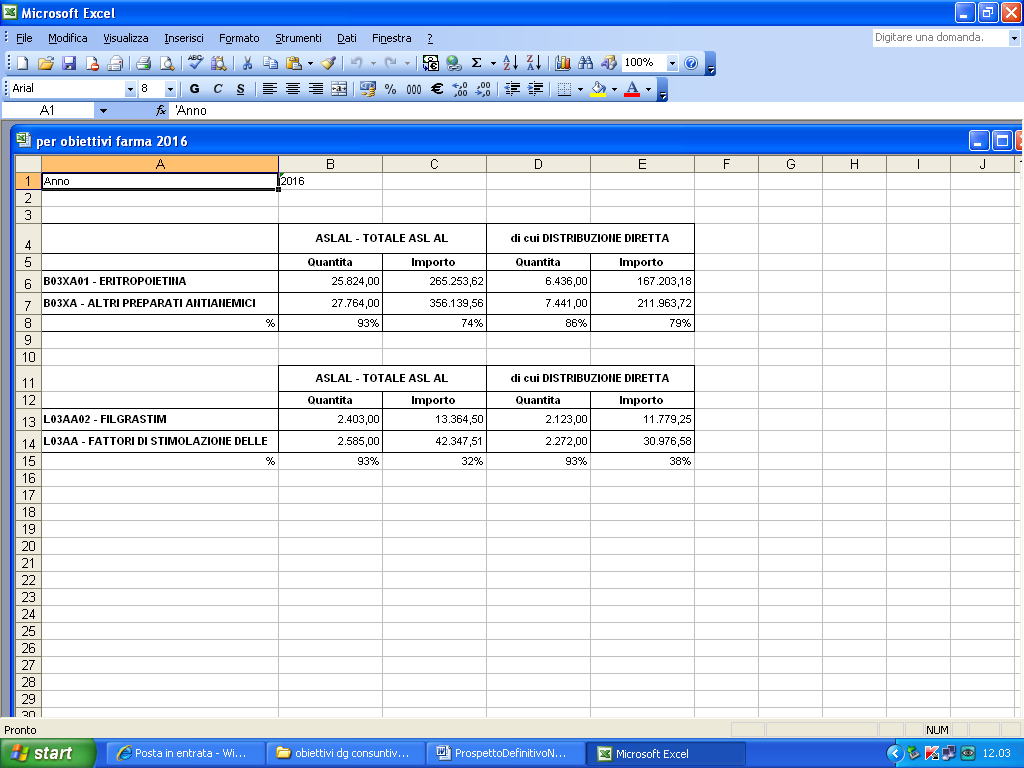 Microsoft Excel
File Modifica Visualizza Inserisci Formato Strumenti Dati Finestra ? Digitare una domanda.
100%
Arial 8 G C S % 000 €
A1 fx 'Anno
per obiettivi farma 2016
A B C D E F G H I J
1 Anno 2016
2
3
4 ASLAL - TOTALE ASL AL di cui DISTRIBUZIONE DIRETTA
5 Quantita Importo Quantita Importo
6 B03XA01 - ERITROPOIETINA 25.824,00 265.253,62 6.436,00 167.203,18
7 B03XA - ALTRI PREPARATI ANTIANEMICI 27.764,00 356.139,56 7.441,00 211.963,72
8 % 93% 74% 86% 79%
9
10
11 ASLAL - TOTALE ASL AL di cui DISTRIBUZIONE DIRETTA
12 Quantita Importo Quantita Importo
13 L03AA02 - FILGRASTIM 2.403,00 13.364,50 2.123,00 11.779,25
14 L03AA - FATTORI DI STIMOLAZIONE DELLE 2.585,00 42.347,51 2.272,00 30.976,58
15 % 93% 32% 93% 38%
16
17
18
19
20
21
22
23
24
25
26
27
28
29
30
Pronto NUM
start Posta in entrata - Wi... obiettivi dg consuntiv... ProspettoDefinitivoN... Microsoft Excel 12.03